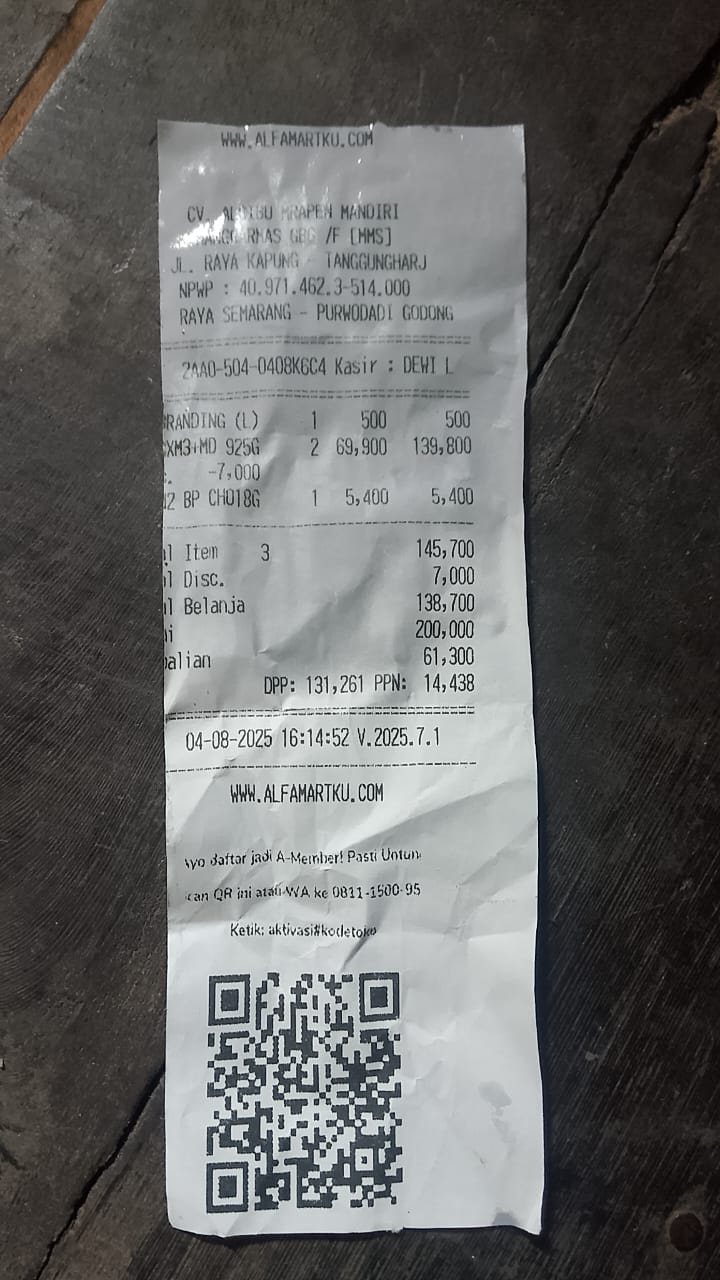 WWW.ALFAMARTKU.COM
CV. MRAPEN MANDIRI
GBG /F [MMS]
JL. RAYA KAPUNG - TANGGUNGHARJ
NPWP : 40.971.462.3-514.000
RAYA SEMARANG - PURWODADI GODONG
2AA0-504-0408K6C4 Kasir : DEWI L
RANDING (L) 1 500 500
XM3+MD 925G 2 69,900 139,800
. -7,000
2 BP CHO18G 1 5,400 5,400
l Item 3 145,700
l Disc. 7,000
l Belanja 138,700
i 200,000
alian 61,300
DPP: 131,261 PPN: 14,438
04-08-2025 16:14:52 V.2025.7.1
WWW.ALFAMARTKU.COM
yo daftar jadi A-Member! Pasti Untun
can QR ini atau WA ke 0811-1500-95
Ketik: aktivasi#kodetoko